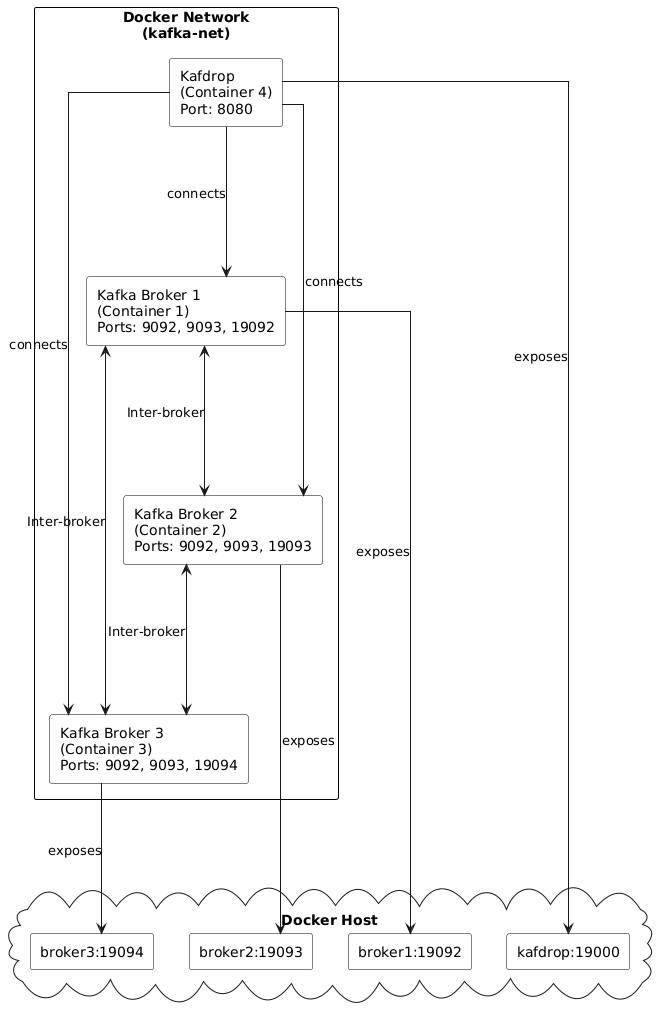 Docker Network
(kafka-net)
Kafdrop
(Container 4)
Port: 8080
connects
connects
Kafka Broker 1
(Container 1)
Ports: 9092, 9093, 19092
connects
exposes
Inter-broker
Inter-broker
Kafka Broker 2
(Container 2)
Ports: 9092, 9093, 19093
exposes
Inter-broker
Kafka Broker 3
(Container 3)
Ports: 9092, 9093, 19094
exposes
exposes
Docker Host
broker3:19094
broker2:19093
broker1:19092
kafdrop:19000